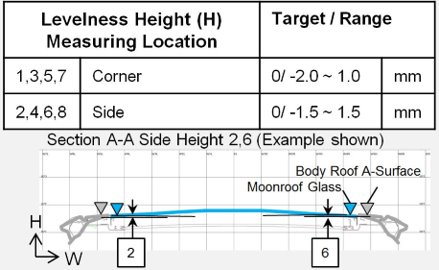 Levelness Height (H)
Measuring Location
Target / Range
1,3,5,7 Corner 0/ -2.0 ~ 1.0 mm
2,4,6,8 Side 0/ -1.5 ~ 1.5 mm
Section A-A Side Height 2,6 (Example shown)
Body Roof A-Surface
Moonroof Glass
H
W
2
6